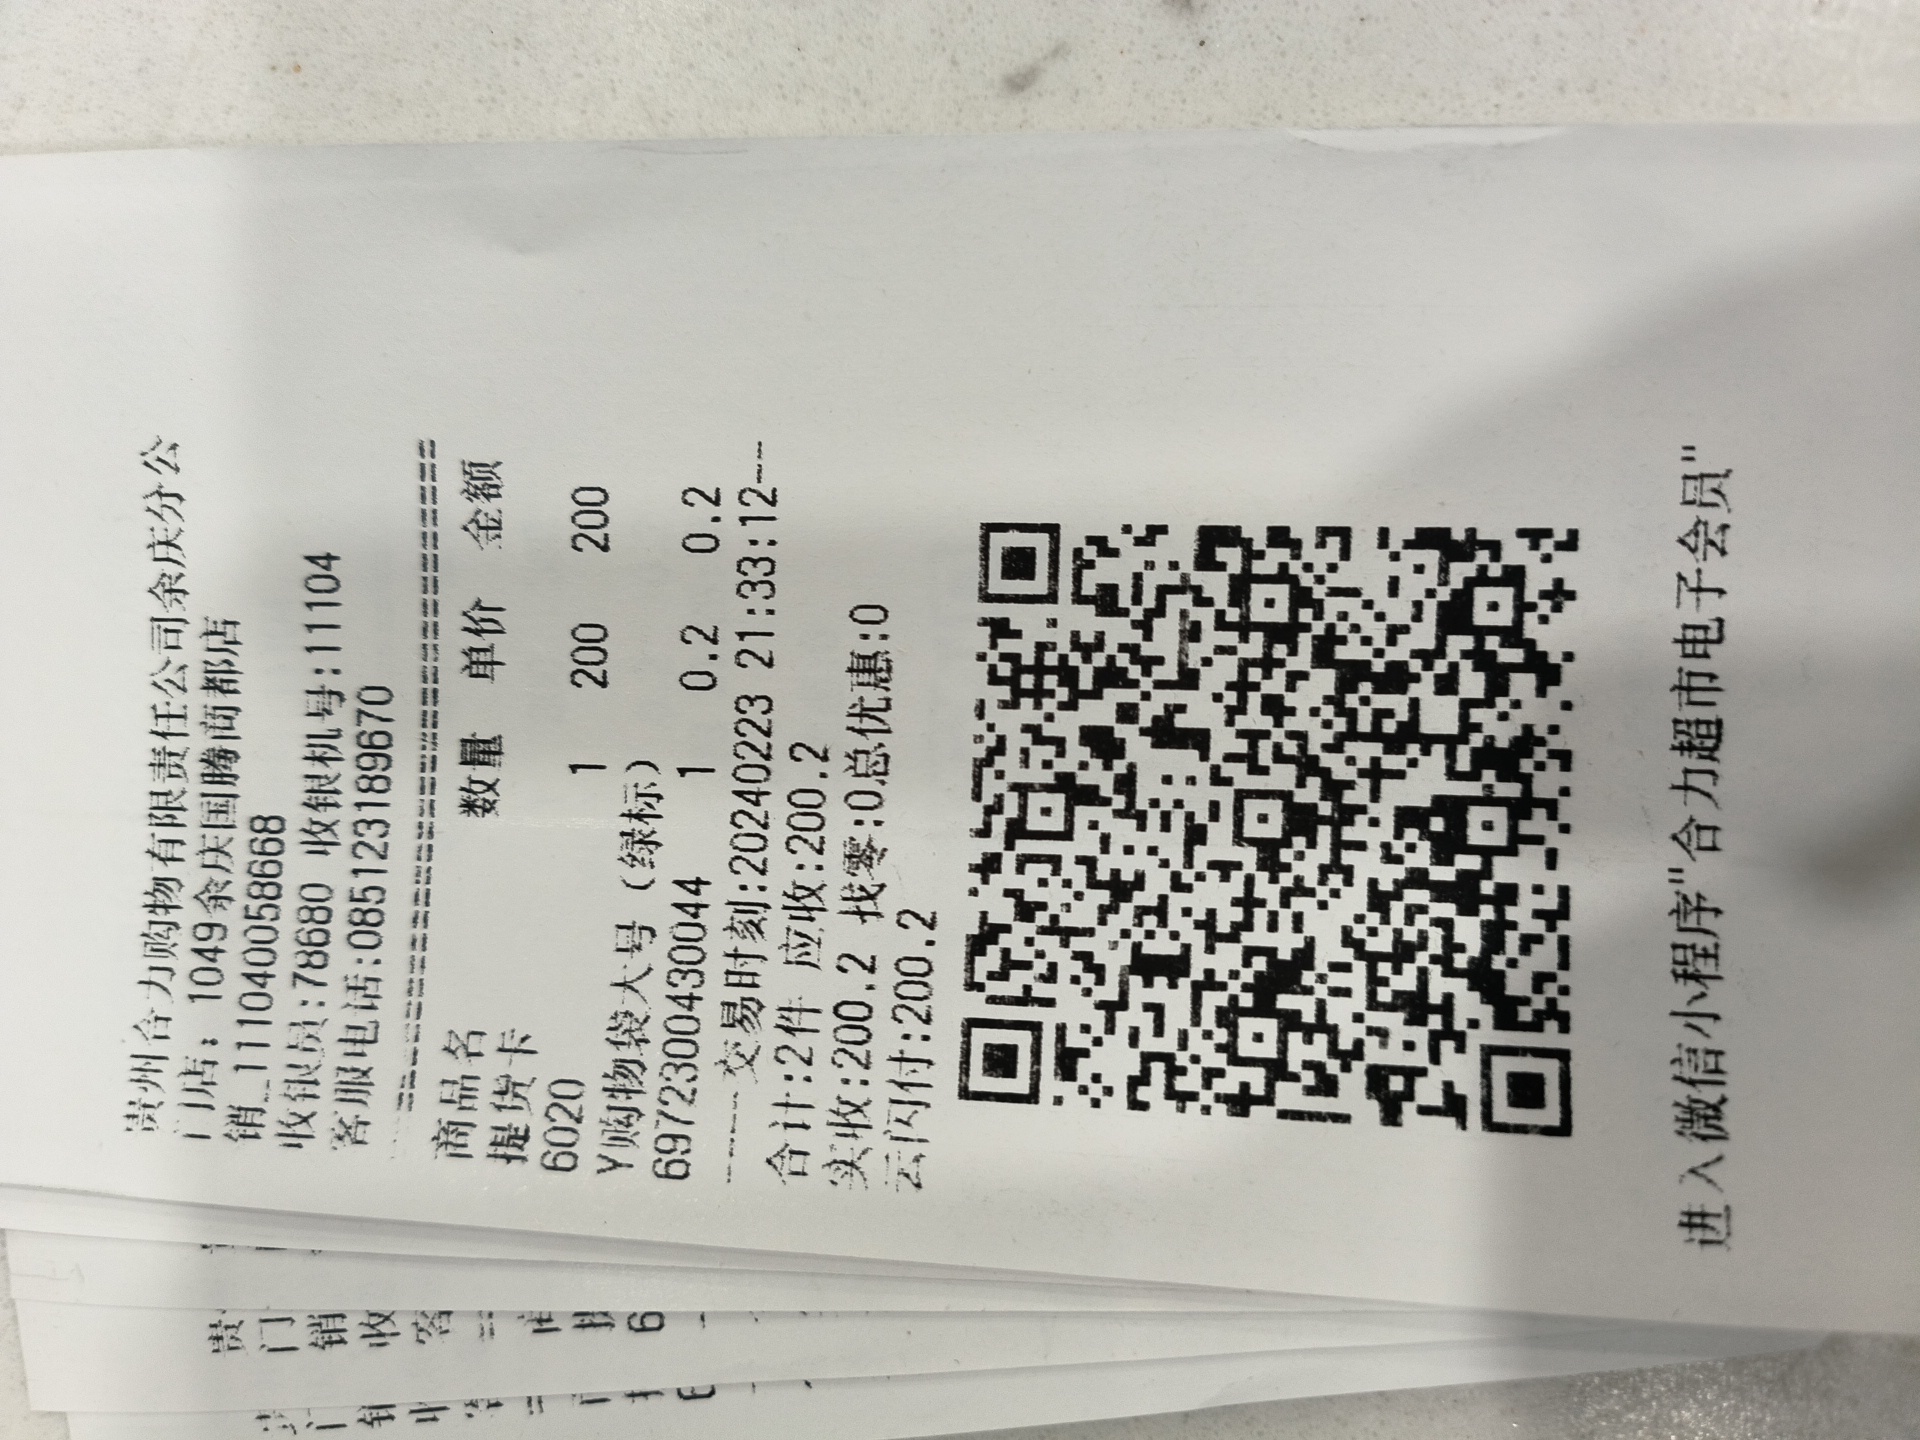 贵州合力购物有限责任公司余庆分公
门店: 1049余庆国腾商都店
销_111040058668
收银员:78680 收银机号:11104
客服电话:085123189670
商品名 数量 单价 金额
提货卡
6020 1 200 200
Y购物袋大号（绿标）
6972300430044 1 0.2 0.2
----交易时刻:20240223 21:33:12--
合计:2件 应收:200.2
实收:200.2 找零:0总优惠:0
云闪付:200.2
进入微信小程序"合力超市电子会员"
贵
门
销
收
客
6